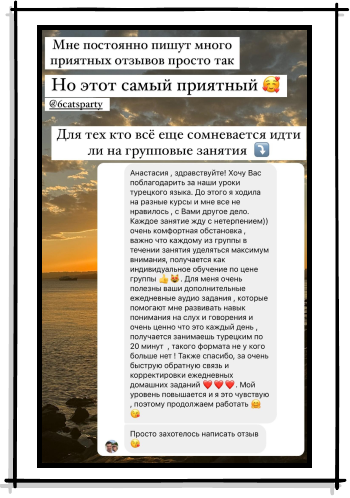 Мне постоянно пишут много
приятных отзывов просто так
Но этот самый приятный 🥰
@6catsparty
Для тех кто всё еще сомневается идти
ли на групповые занятия ⤵️
Анастасия , здравствуйте! Хочу Вас
поблагодарить за наши уроки
турецкого языка. До этого я ходила
на разные курсы и мне все не
нравилось , с Вами другое дело.
Каждое занятие жду с нетерпением))
очень комфортная обстановка ,
важно что каждому из группы в
течении занятия уделяться максимум
внимания, получается как
индивидуальное обучение по цене
группы 👍😻. Для меня очень
полезны ваши дополнительные
ежедневные аудио задания , которые
помогают мне развивать навык
понимания на слух и говорения и
очень ценно что это каждый день ,
получается занимаешь турецким по
20 минут , такого формата не у кого
больше нет ! Также спасибо, за очень
быструю обратную связь и
корректировки ежедневных
домашних заданий ❤️❤️❤️ . Мой
уровень повышается и я это чувствую
, поэтому продолжаем работать 🤗
😘
Просто захотелось написать отзыв
😘